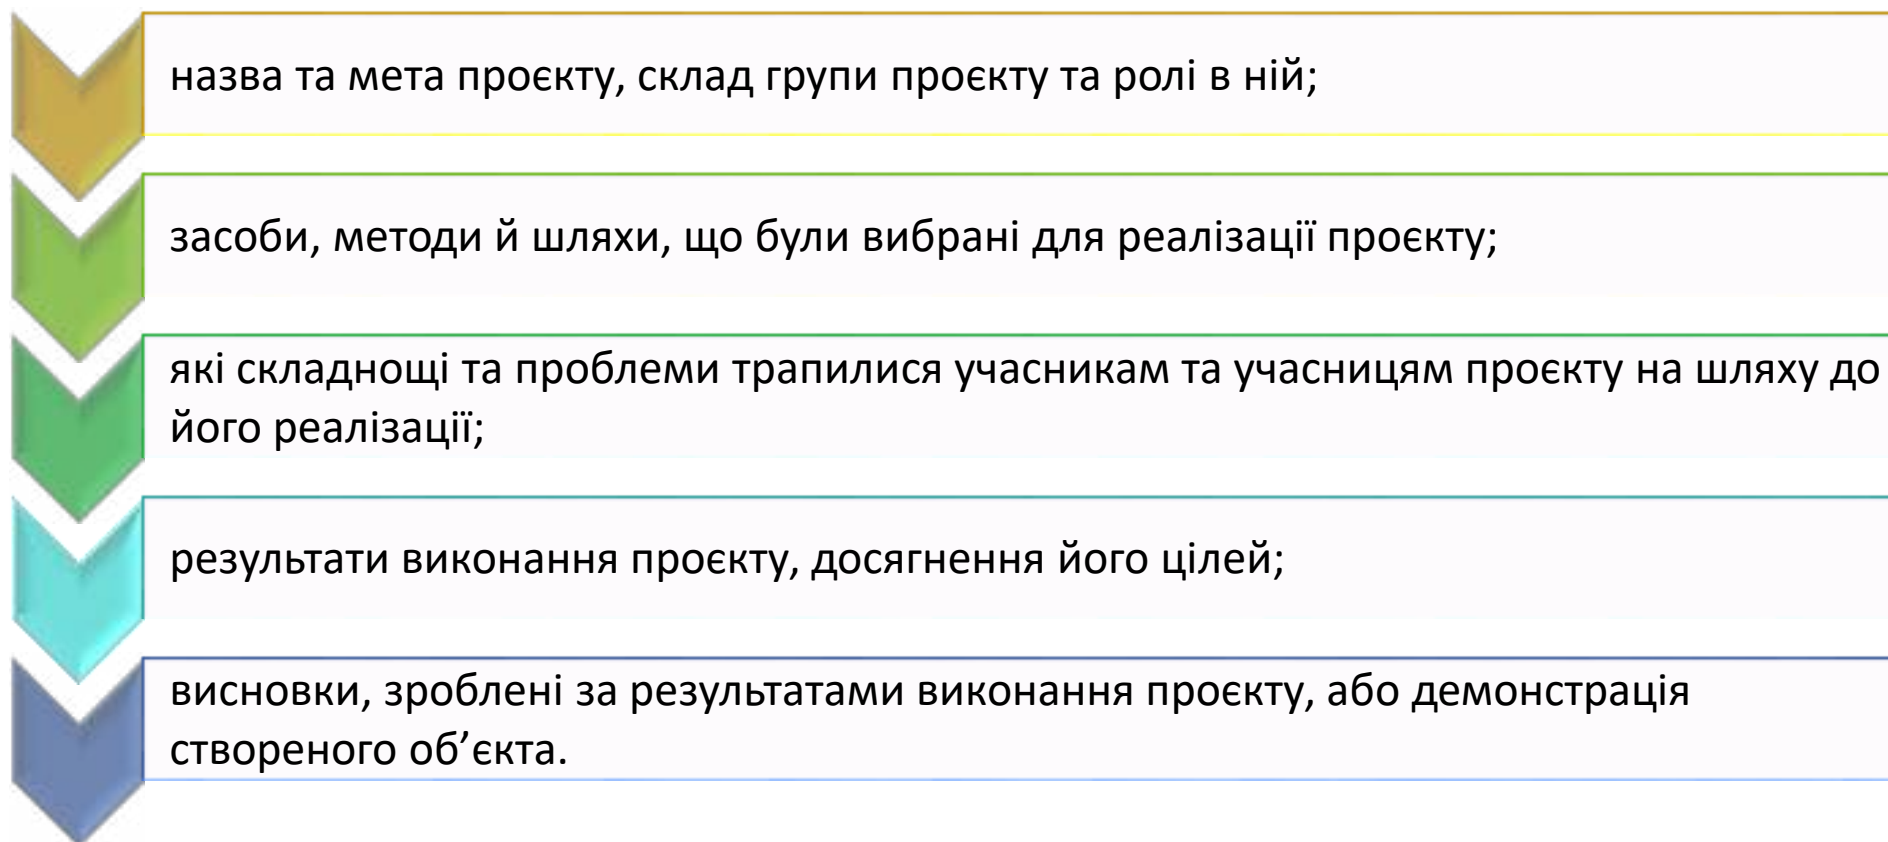 назва та мета проєкту, склад групи проєкту та ролі в ній;
засоби, методи й шляхи, що були вибрані для реалізації проєкту;
які складнощі та проблеми трапилися учасникам та учасницям проєкту на шляху до
його реалізації;
результати виконання проєкту, досягнення його цілей;
висновки, зроблені за результатами виконання проєкту, або демонстрація
створеного об’єкта.